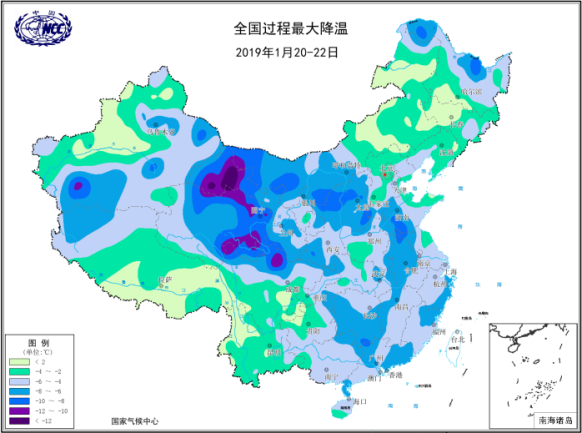 中国
NCC
全国过程最大降温
2019年1月20-22日
哈尔滨
长春
沈阳
乌鲁木齐
呼和浩特
北京
天津
石家庄
太原
济南
银川
西宁
兰州
西安
郑州
南京
合肥
上海
杭州
武汉
拉萨
成都
重庆
长沙
南昌
贵阳
福州
昆明
台北
广州
南宁
香港
澳门
海口
图 例
(单位:℃)
< 2
-4 ~ -2
-6 ~ -4
-8 ~ -6
-10 ~ -8
-12 ~ -10
< -12
国家气候中心
南海诸岛